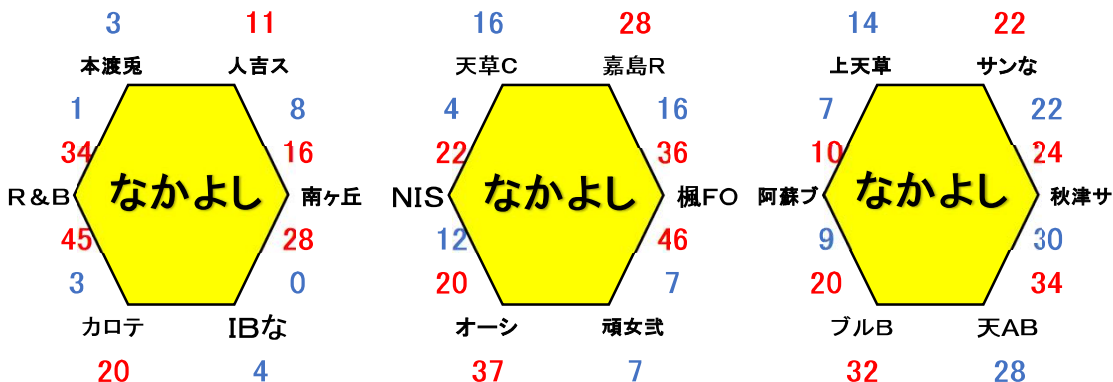 3 11 16 28 14 22
本渡兎 人吉ス 天草C 嘉島R 上天草 サンな
1 8 4 16 7 22
34 16 22 36 10 24
R&B なかよし 南ヶ丘 NIS なかよし 楓FO 阿蘇ブ なかよし 秋津サ
45 28 12 46 9 30
3 0 20 7 20 34
カロテ IBな オーシ 頑女弐 ブルB 天AB
20 4 37 7 32 28